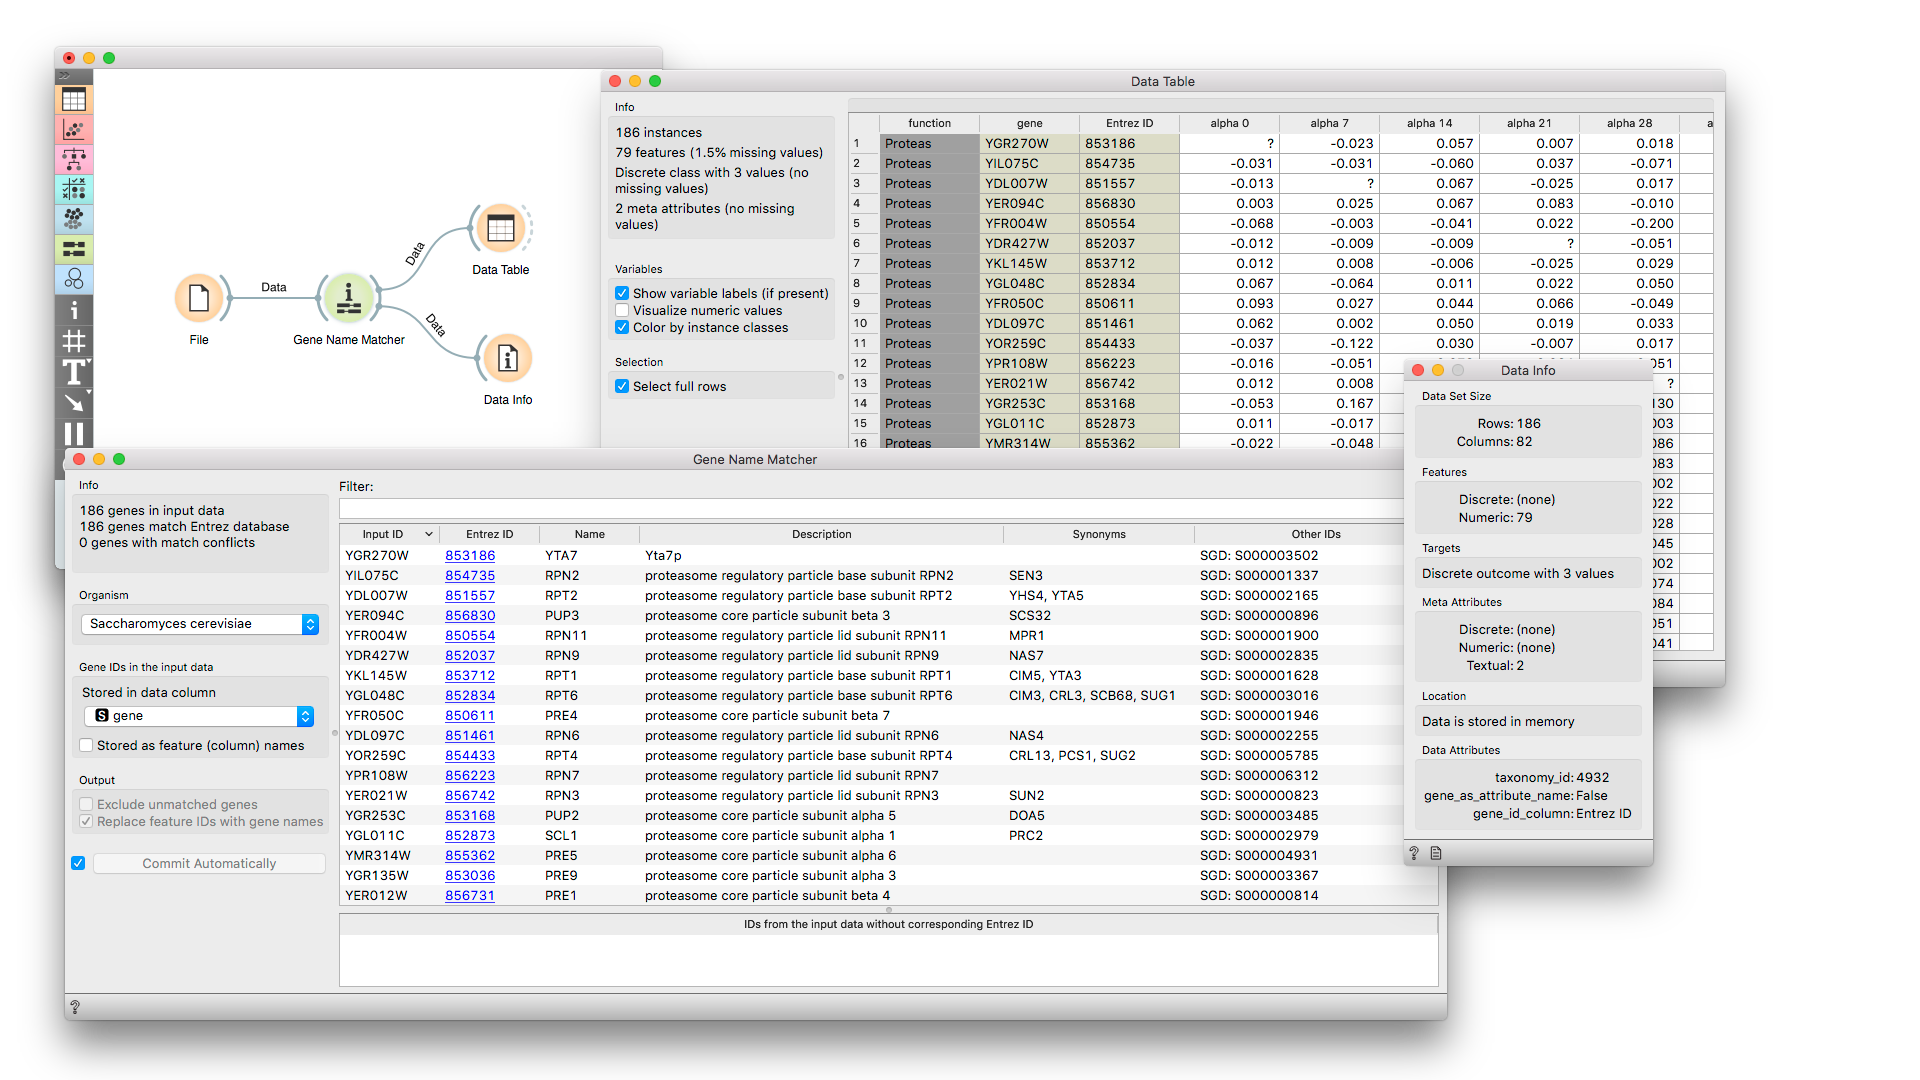 Data
Data
Data
File
Gene Name Matcher
Data Table
Data Info
Data Table
Info
186 instances
79 features (1.5% missing values)
Discrete class with 3 values (no
missing values)
2 meta attributes (no missing
values)
Variables
Show variable labels (if present)
Visualize numeric values
Color by instance classes
Selection
Select full rows
function gene Entrez ID alpha 0 alpha 7 alpha 14 alpha 21 alpha 28 a
1 Proteas YGR270W 853186 ? -0.023 0.057 0.007 0.018
2 Proteas YIL075C 854735 -0.031 -0.031 -0.060 0.037 -0.071
3 Proteas YDL007W 851557 -0.013 ? 0.067 -0.025 0.017
4 Proteas YER094C 856830 0.003 0.025 0.067 0.083 -0.010
5 Proteas YFR004W 850554 -0.068 -0.003 -0.041 0.022 -0.200
6 Proteas YDR427W 852037 -0.012 -0.009 -0.009 ? -0.051
7 Proteas YKL145W 853712 0.012 0.008 -0.006 -0.025 0.029
8 Proteas YGL048C 852834 0.067 -0.064 0.011 0.022 0.050
9 Proteas YFR050C 850611 0.093 0.027 0.044 0.066 -0.049
10 Proteas YDL097C 851461 0.062 0.002 0.050 0.019 0.033
11 Proteas YOR259C 854433 -0.037 -0.122 0.030 -0.007 0.017
12 Proteas YPR108W 856223 -0.016 -0.051 051
13 Proteas YER021W 856742 0.012 0.008 ?
14 Proteas YGR253C 853168 -0.053 0.167 130
15 Proteas YGL011C 852873 0.011 -0.017 003
16 Proteas YMR314W 855362 -0.022 -0.048 086
083
002
022
028
045
002
074
084
051
041
Gene Name Matcher
Info
186 genes in input data
186 genes match Entrez database
0 genes with match conflicts
Organism
Saccharomyces cerevisiae
Gene IDs in the input data
Stored in data column
S gene
Stored as feature (column) names
Output
Exclude unmatched genes
Replace feature IDs with gene names
Commit Automatically
Filter:
Input ID Entrez ID Name Description Synonyms Other IDs
YGR270W 853186 YTA7 Yta7p SGD: S000003502
YIL075C 854735 RPN2 proteasome regulatory particle base subunit RPN2 SEN3 SGD: S000001337
YDL007W 851557 RPT2 proteasome regulatory particle base subunit RPT2 YHS4, YTA5 SGD: S000002165
YER094C 856830 PUP3 proteasome core particle subunit beta 3 SCS32 SGD: S000000896
YFR004W 850554 RPN11 proteasome regulatory particle lid subunit RPN11 MPR1 SGD: S000001900
YDR427W 852037 RPN9 proteasome regulatory particle lid subunit RPN9 NAS7 SGD: S000002835
YKL145W 853712 RPT1 proteasome regulatory particle base subunit RPT1 CIM5, YTA3 SGD: S000001628
YGL048C 852834 RPT6 proteasome regulatory particle base subunit RPT6 CIM3, CRL3, SCB68, SUG1 SGD: S000003016
YFR050C 850611 PRE4 proteasome core particle subunit beta 7 SGD: S000001946
YDL097C 851461 RPN6 proteasome regulatory particle lid subunit RPN6 NAS4 SGD: S000002255
YOR259C 854433 RPT4 proteasome regulatory particle base subunit RPT4 CRL13, PCS1, SUG2 SGD: S000005785
YPR108W 856223 RPN7 proteasome regulatory particle lid subunit RPN7 SGD: S000006312
YER021W 856742 RPN3 proteasome regulatory particle lid subunit RPN3 SUN2 SGD: S000000823
YGR253C 853168 PUP2 proteasome core particle subunit alpha 5 DOA5 SGD: S000003485
YGL011C 852873 SCL1 proteasome core particle subunit alpha 1 PRC2 SGD: S000002979
YMR314W 855362 PRE5 proteasome core particle subunit alpha 6 SGD: S000004931
YGR135W 853036 PRE9 proteasome core particle subunit alpha 3 SGD: S000003367
YER012W 856731 PRE1 proteasome core particle subunit beta 4 SGD: S000000814
IDs from the input data without corresponding Entrez ID
Data Info
Data Set Size
Rows: 186
Columns: 82
Features
Discrete: (none)
Numeric: 79
Targets
Discrete outcome with 3 values
Meta Attributes
Discrete: (none)
Numeric: (none)
Textual: 2
Location
Data is stored in memory
Data Attributes
taxonomy_id: 4932
gene_as_attribute_name: False
gene_id_column: Entrez ID